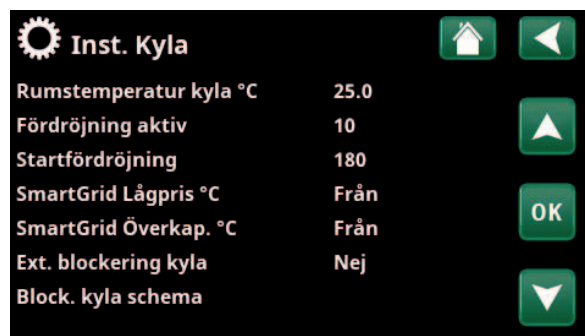 Inst. Kyla
Rumstemperatur kyla °C 25.0
Fördröjning aktiv 10
Startfördröjning 180
SmartGrid Lågpris °C Från
SmartGrid Överkap. °C Från
OK
Ext. blockering kyla Nej
Block. kyla schema